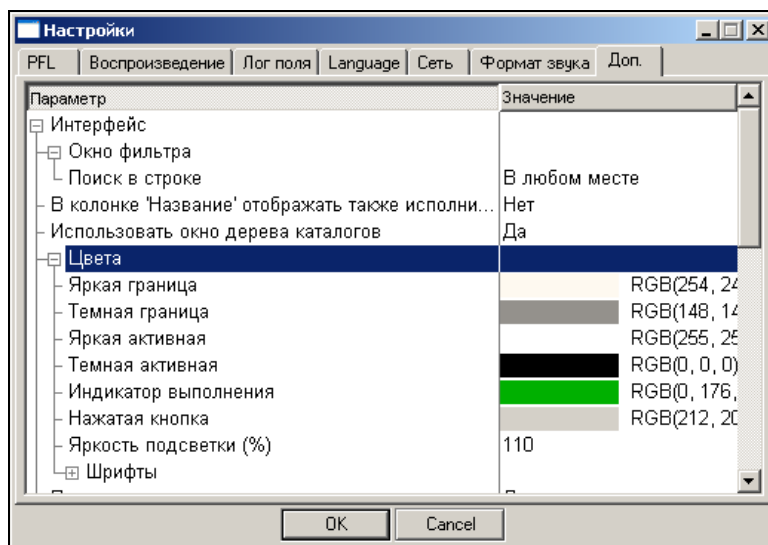 Настройки
PFL Воспроизведение Лог поля Language Сеть Формат звука Доп.
Параметр Значение
Интерфейс
Окно фильтра
Поиск в строке В любом месте
В колонке 'Название' отображать также исполни... Нет
Использовать окно дерева каталогов Да
Цвета
Яркая граница RGB(254, 24
Темная граница RGB(148, 14
Яркая активная RGB(255, 25
Темная активная RGB(0, 0, 0)
Индикатор выполнения RGB(0, 176,
Нажатая кнопка RGB(212, 20
Яркость подсветки (%) 110
Шрифты
OK Cancel